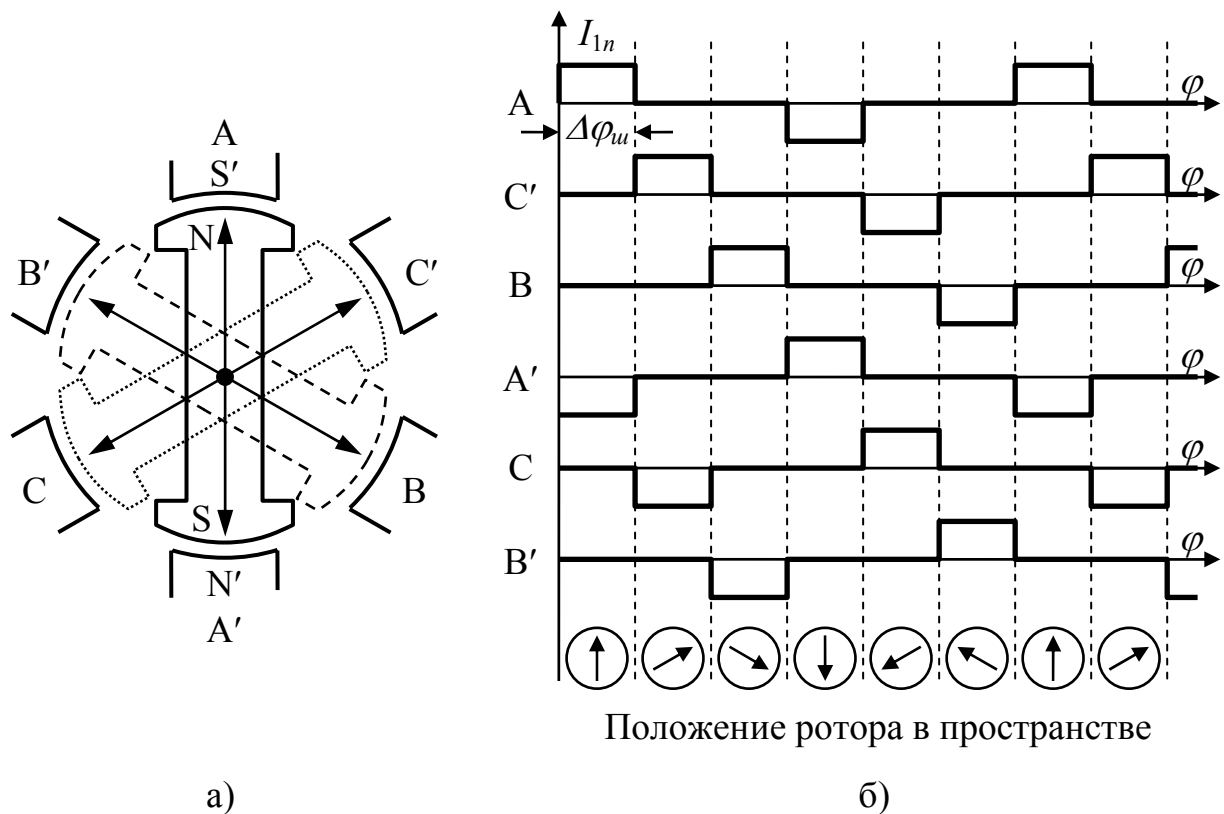 A
S′
N
B′
C′
C
B
S
N′
A′
а)
I1n
A
φ
Δφш
C′
φ
B
φ
A′
φ
C
φ
B′
φ
Положение ротора в пространстве
б)